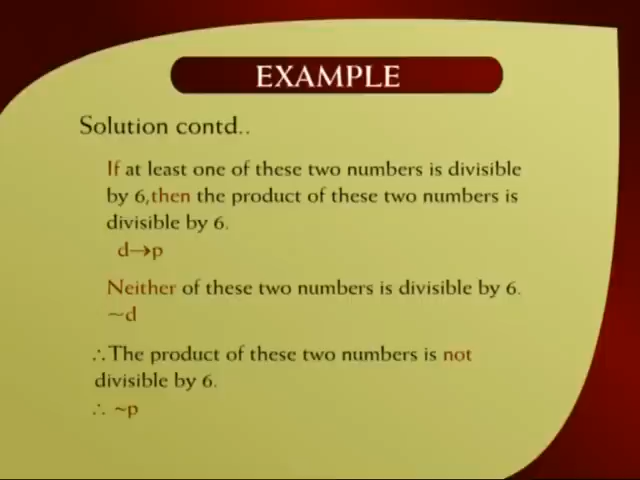 EXAMPLE
Solution contd..
If at least one of these two numbers is divisible
by 6,then the product of these two numbers is
divisible by 6.
d→p
Neither of these two numbers is divisible by 6.
~d
∴The product of these two numbers is not
divisible by 6.
∴ ~p